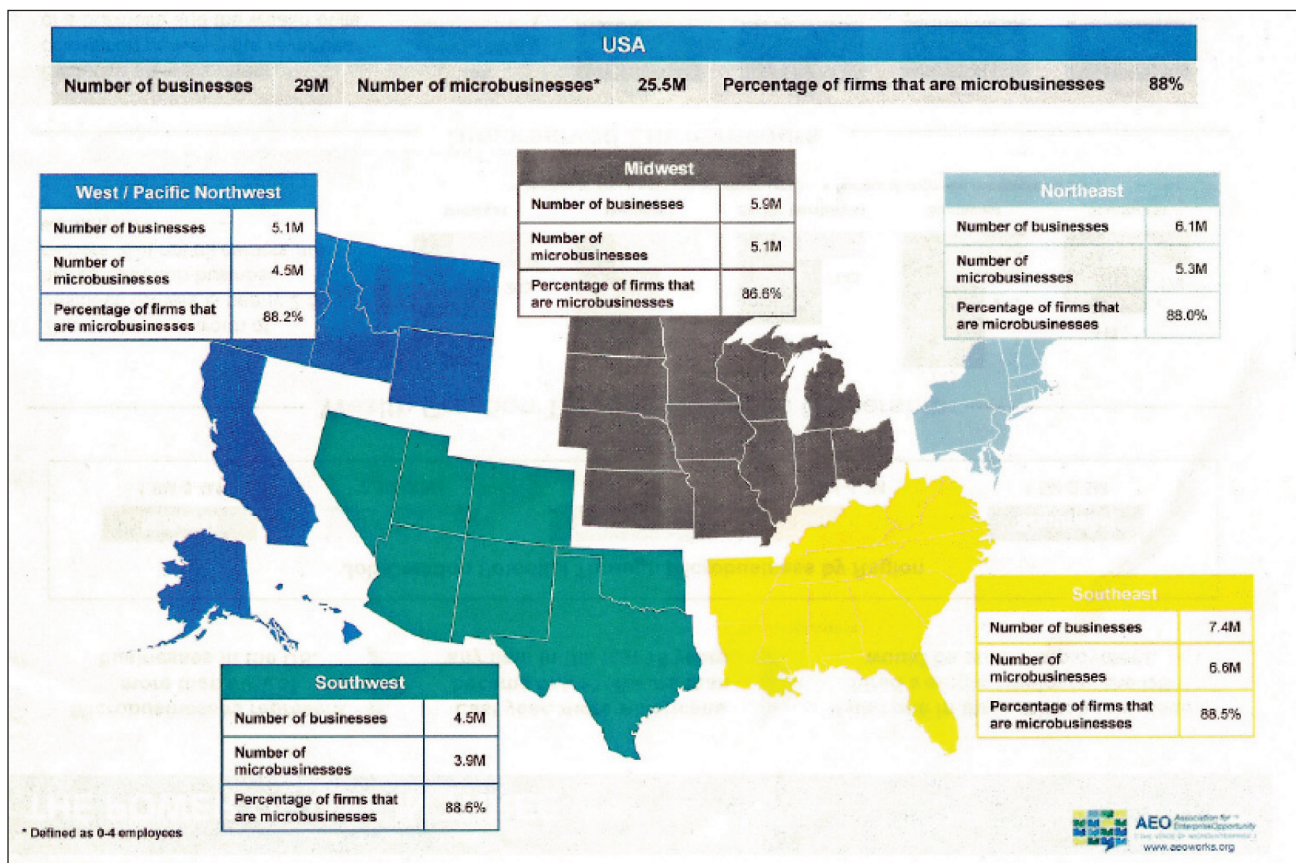 USA
Number of businesses 29M Number of microbusinesses* 25.5M Percentage of firms that are microbusinesses 88%
West / Pacific Northwest
Number of businesses 5.1M
Number of
microbusinesses 4.5M
Percentage of firms that
are microbusinesses 88.2%
Midwest
Number of businesses 5.9M
Number of
microbusinesses 5.1M
Percentage of firms that
are microbusinesses 86.6%
Northeast
Number of businesses 6.1M
Number of
microbusinesses 5.3M
Percentage of firms that
are microbusinesses 88.0%
Southeast
Number of businesses 7.4M
Number of
microbusinesses 6.6M
Percentage of firms that
are microbusinesses 88.5%
Southwest
Number of businesses 4.5M
Number of
microbusinesses 3.9M
Percentage of firms that
are microbusinesses 88.6%
* Defined as 0-4 employees
AEO Association for
EnterpriseOpportunity
www.aeoworks.org